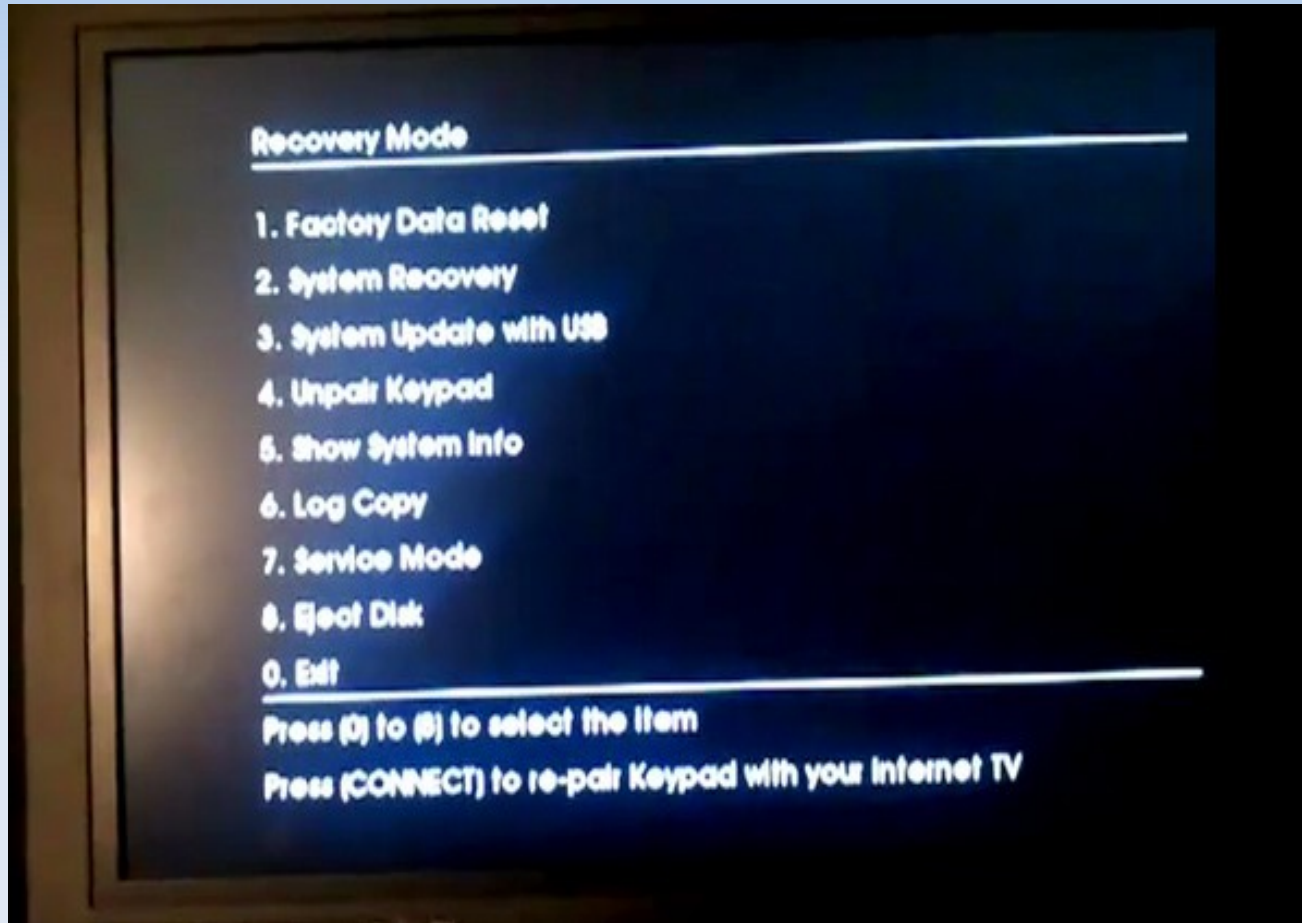 Recovery Mode
1. Factory Data Reset
2. System Recovery
3. System Update with USB
4. Unpair Keypad
5. Show System Info
6. Log Copy
7. Service Mode
8. Eject Disk
0. Exit
Press (0) to (8) to select the item
Press (CONNECT) to re-pair Keypad with your Internet TV